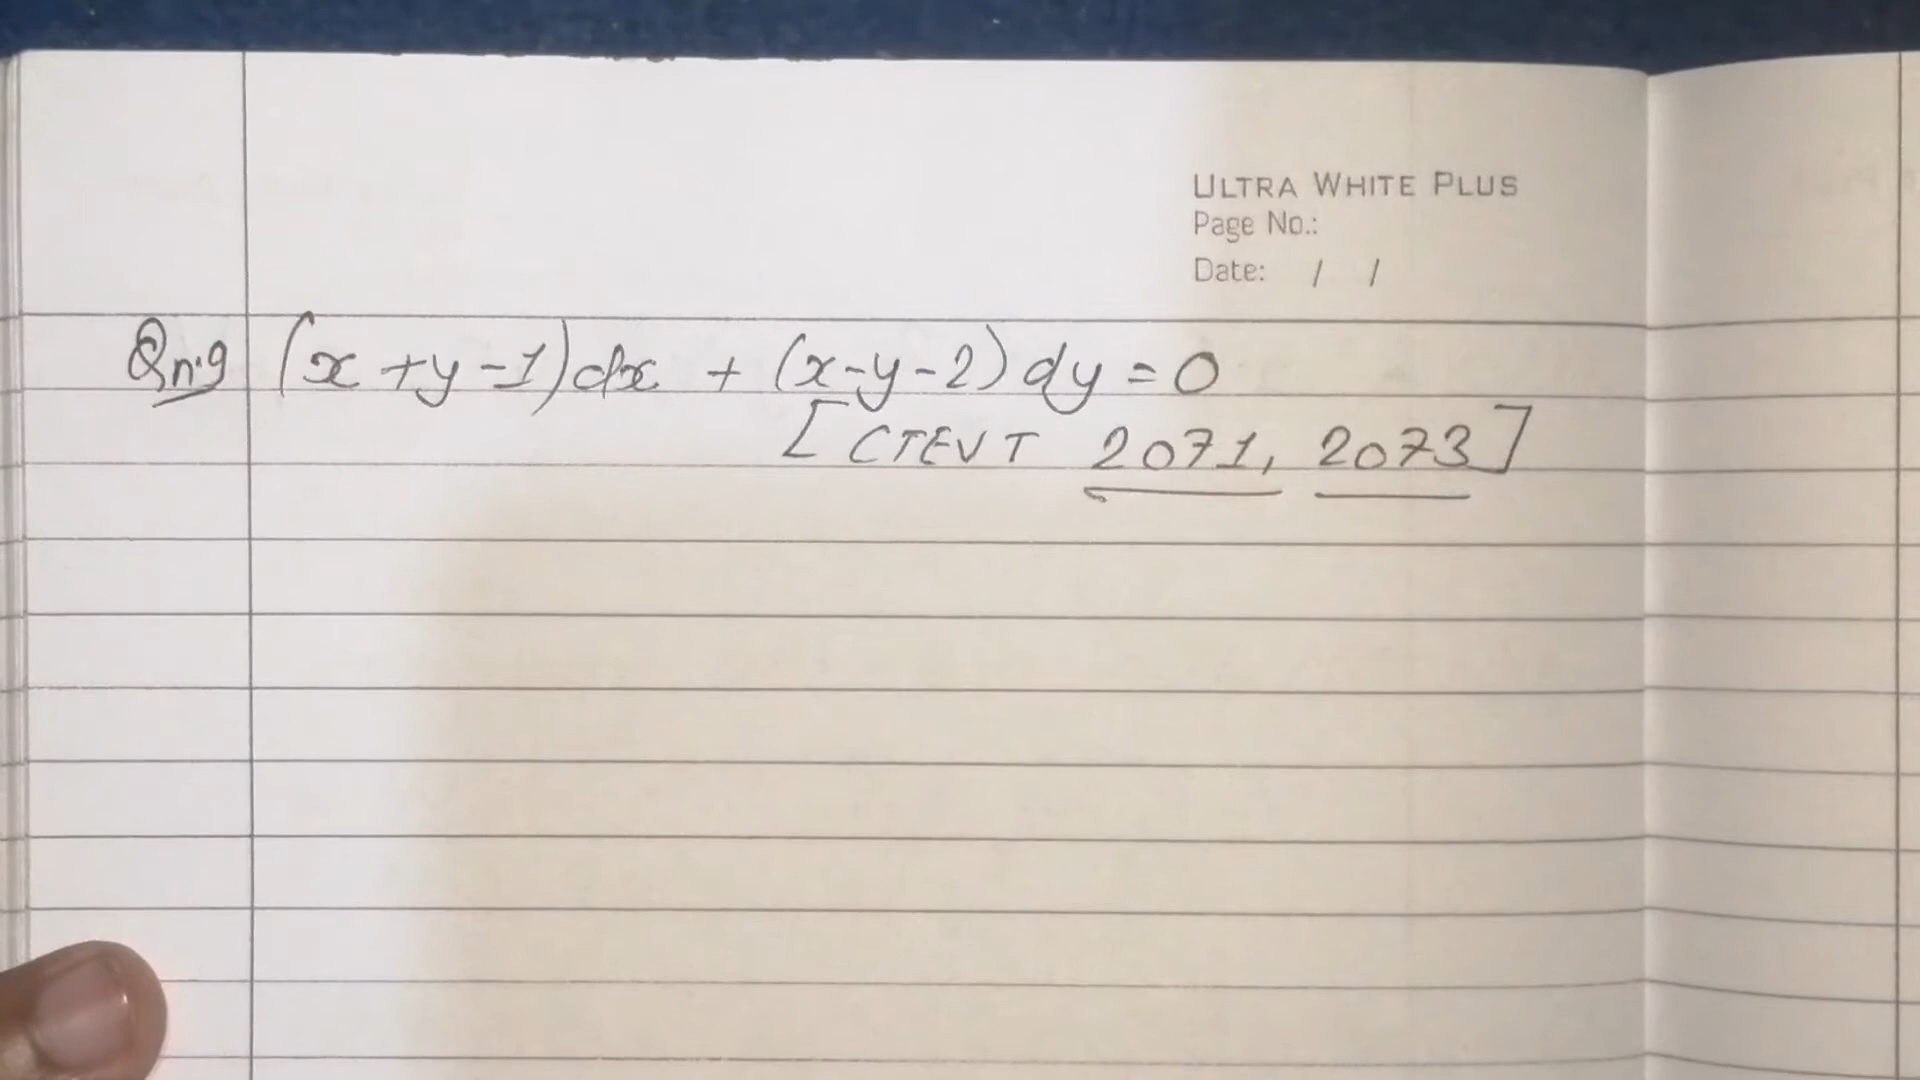 ULTRA WHITE PLUS
Page No.:
Date: / /
Qn.9 (x+y-1)dx + (x-y-2)dy=0
[CTEVT 2071, 2073]